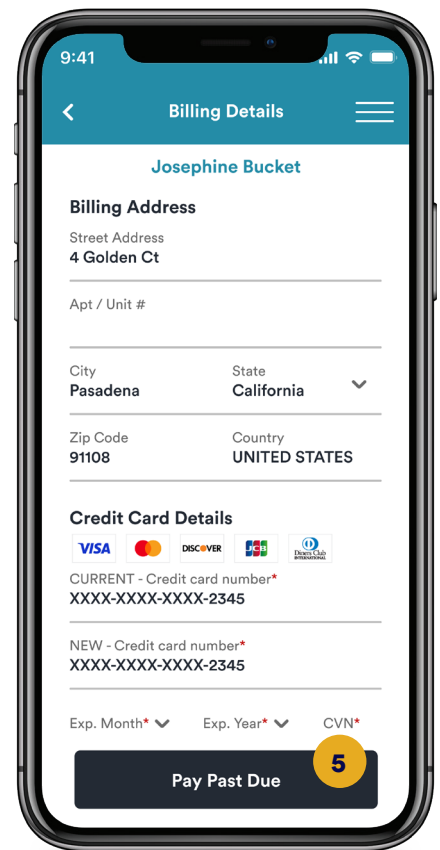 9:41
Billing Details
Josephine Bucket
Billing Address
Street Address
4 Golden Ct
Apt / Unit #
City State
Pasadena California
Zip Code Country
91108 UNITED STATES
Credit Card Details
VISA DISCOVER JCB Diners Club INTERNATIONAL
CURRENT - Credit card number*
XXXX-XXXX-XXXX-2345
NEW - Credit card number*
XXXX-XXXX-XXXX-2345
Exp. Month* Exp. Year* CVN*
5
Pay Past Due